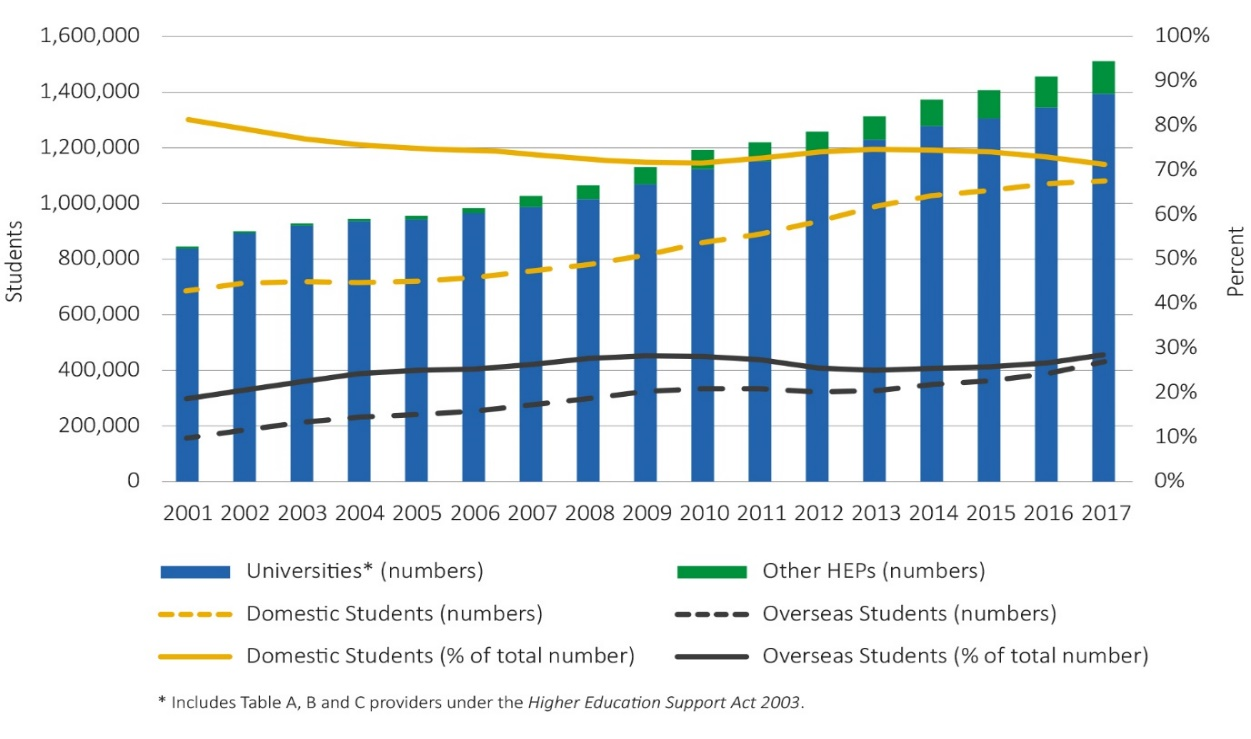 1,600,000 100%
1,400,000 90%
1,200,000 80%
1,000,000 70%
800,000 60%
600,000 50%
400,000 40%
200,000 30%
0 20%
10%
0%
Students
Percent
2001 2002 2003 2004 2005 2006 2007 2008 2009 2010 2011 2012 2013 2014 2015 2016 2017
Universities* (numbers) Other HEPs (numbers)
Domestic Students (numbers) Overseas Students (numbers)
Domestic Students (% of total number) Overseas Students (% of total number)
* Includes Table A, B and C providers under the Higher Education Support Act 2003.